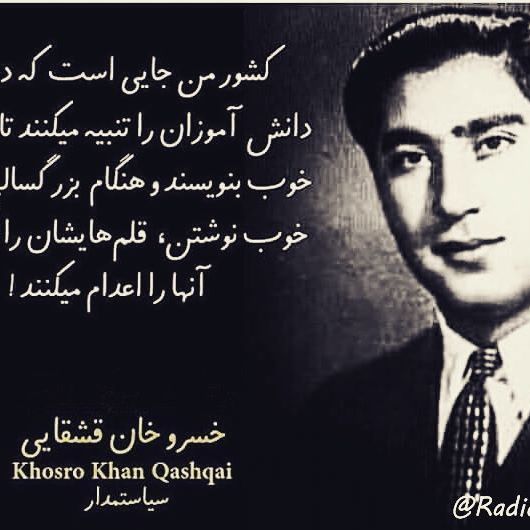 کشور من جایی است که د
دانش آموزان را تنبیه میکنند تا
خوب بنویسند و هنگام بزرگسال
خوب نوشتن، قلم‌هایشان را
آنها را اعدام میکنند!
خسرو خان قشقایی
Khosro Khan Qashqai
سیاستمدار
@Radio